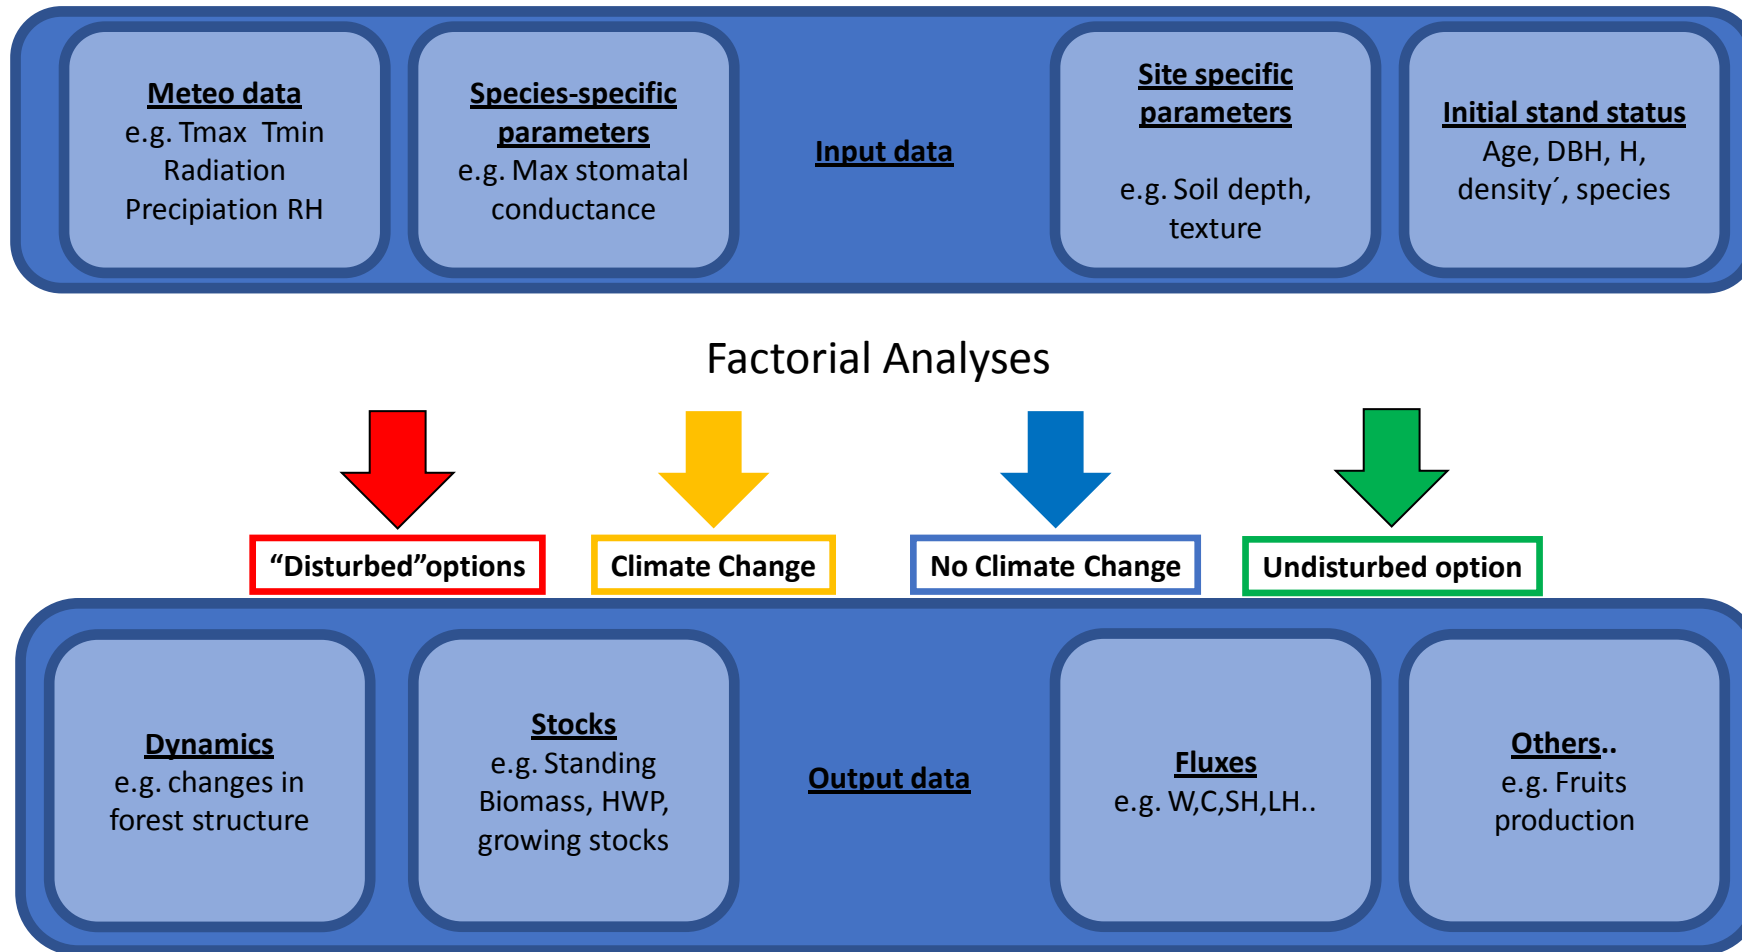 Meteo data
e.g. Tmax  Tmin
Radiation
Precipiation RH
Species-specific
parameters
e.g. Max stomatal
conductance
Input data
Site specific
parameters
e.g. Soil depth,
texture
Initial stand status
Age, DBH, H,
density´, species
Factorial Analyses
“Disturbed”options
Climate Change
No Climate Change
Undisturbed option
Dynamics
e.g. changes in
forest structure
Stocks
e.g. Standing
Biomass, HWP,
growing stocks
Output data
Fluxes
e.g. W,C,SH,LH..
Others..
e.g. Fruits
production